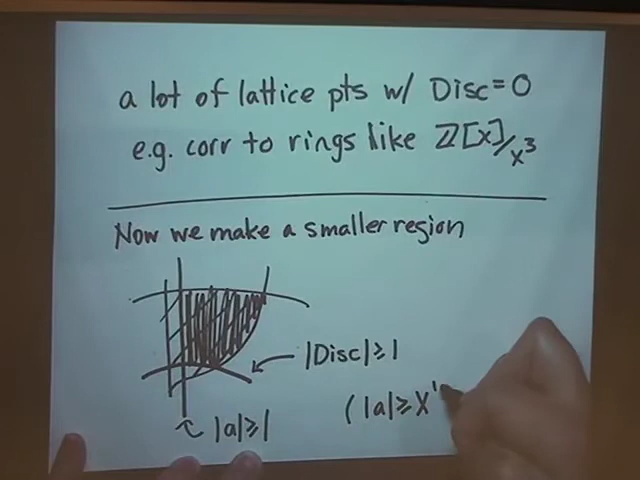 a lot of lattice pts w/ Disc=0
e.g. corr to rings like ℤ[x]/x³
Now we make a smaller region
|Disc|≥1
(|a|≥X
|a|≥1